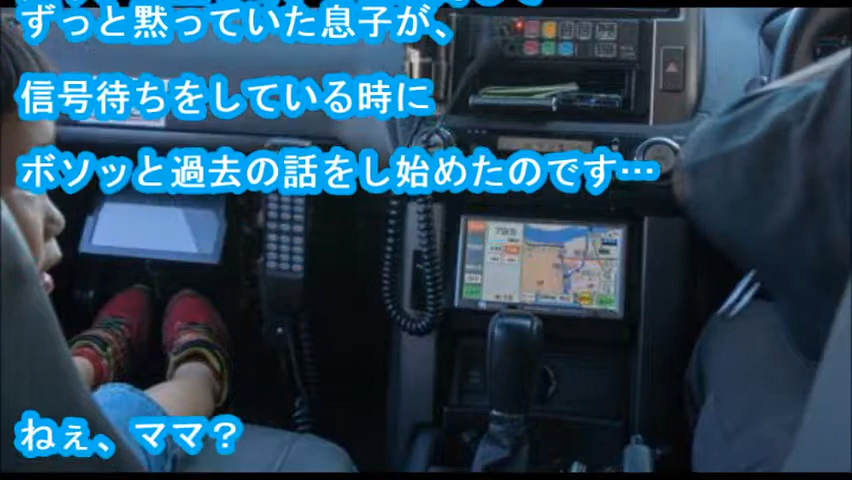 ずっと黙っていた息子が、
信号待ちをしている時に
ボソッと過去の話をし始めたのです…
ねぇ、ママ？